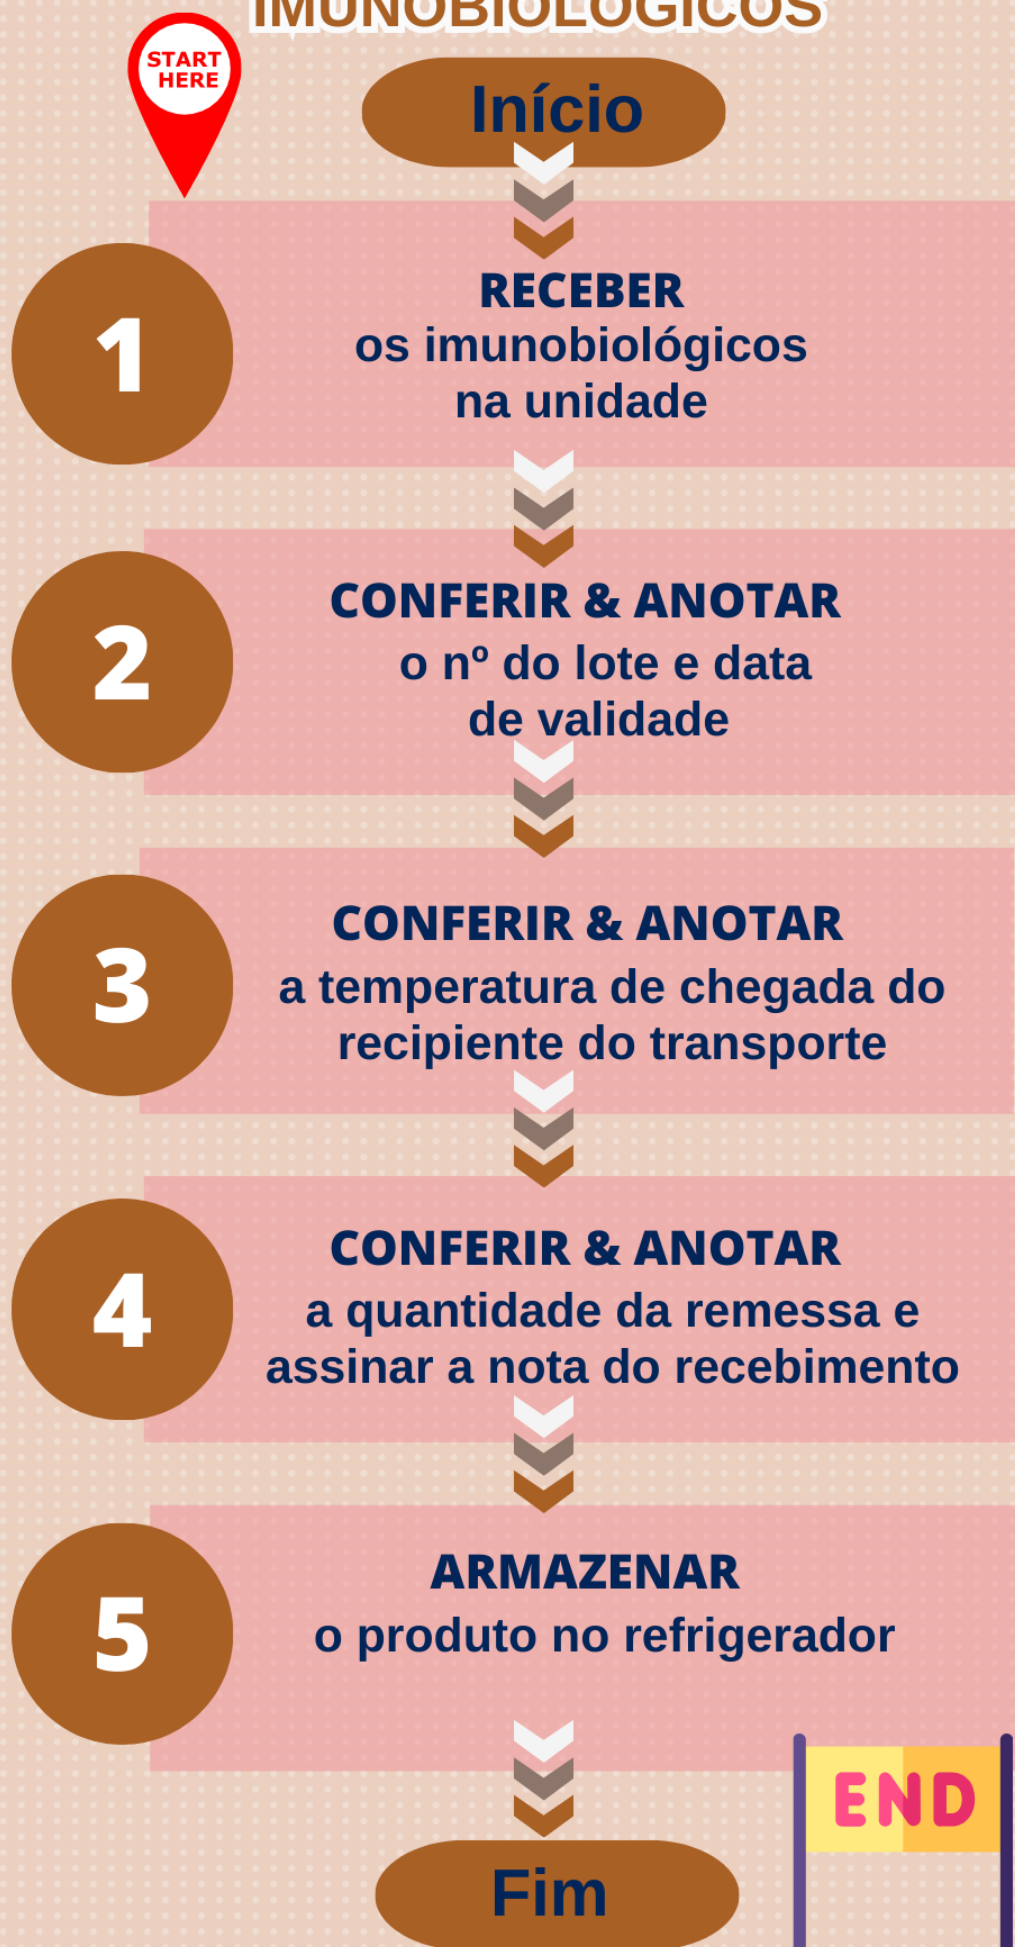 IMUNOBIOLÓGICOS
START
HERE
Início
1
RECEBER
os imunobiológicos
na unidade
2
CONFERIR & ANOTAR
o nº do lote e data
de validade
3
CONFERIR & ANOTAR
a temperatura de chegada do
recipiente do transporte
4
CONFERIR & ANOTAR
a quantidade da remessa e
assinar a nota do recebimento
5
ARMAZENAR
o produto no refrigerador
END
Fim